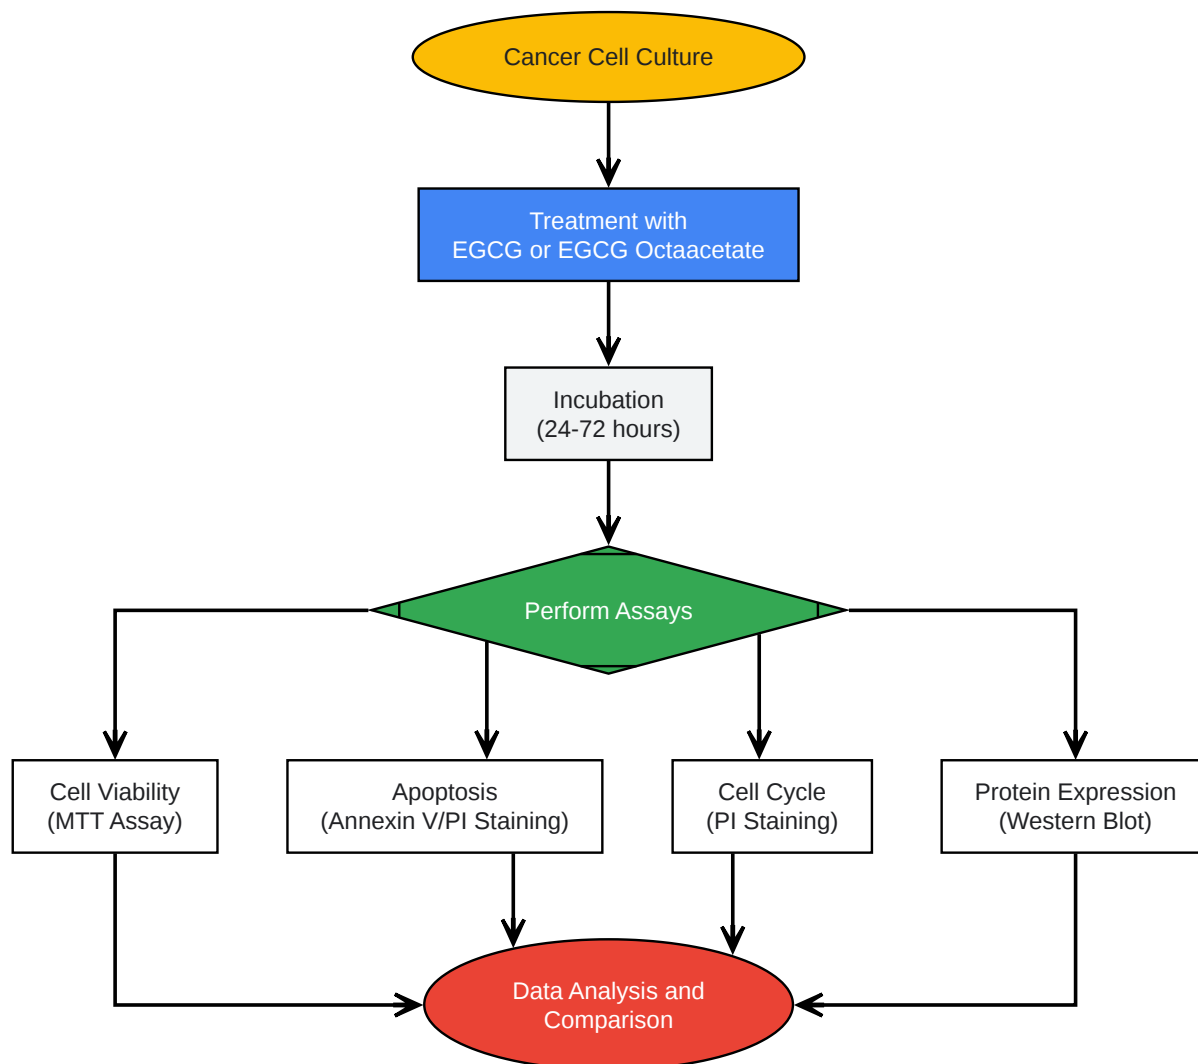 Cancer Cell Culture
Treatment with
EGCG or EGCG Octaacetate
Incubation
(24-72 hours)
Perform Assays
Cell Viability
(MTT Assay)
Apoptosis
(Annexin V/PI Staining)
Cell Cycle
(PI Staining)
Protein Expression
(Western Blot)
Data Analysis and
Comparison